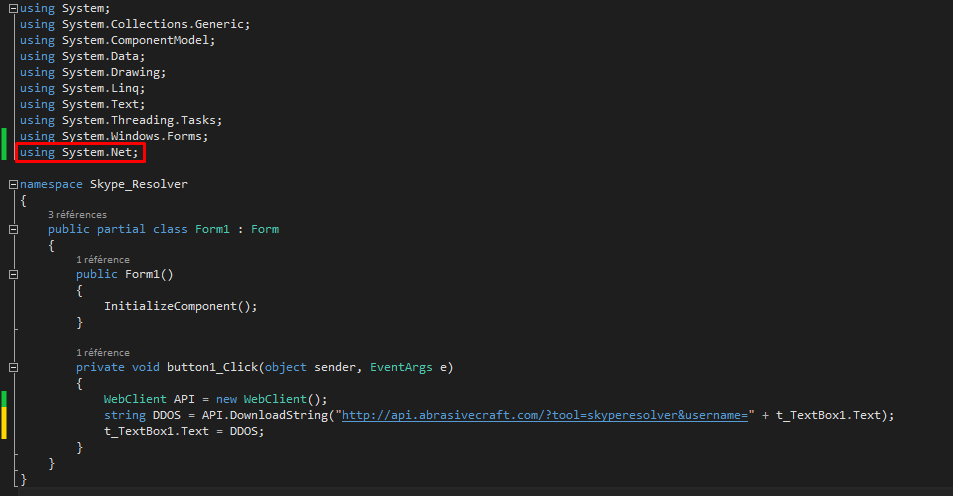 using System;
using System.Collections.Generic;
using System.ComponentModel;
using System.Data;
using System.Drawing;
using System.Linq;
using System.Text;
using System.Threading.Tasks;
using System.Windows.Forms;
using System.Net;
namespace Skype_Resolver
{
3 références
public partial class Form1 : Form
{
1 référence
public Form1()
{
InitializeComponent();
}
1 référence
private void button1_Click(object sender, EventArgs e)
{
WebClient API = new WebClient();
string DDOS = API.DownloadString("http://api.abrasivecraft.com/?tool=skyperesolver&username=" + t_TextBox1.Text);
t_TextBox1.Text = DDOS;
}
}
}